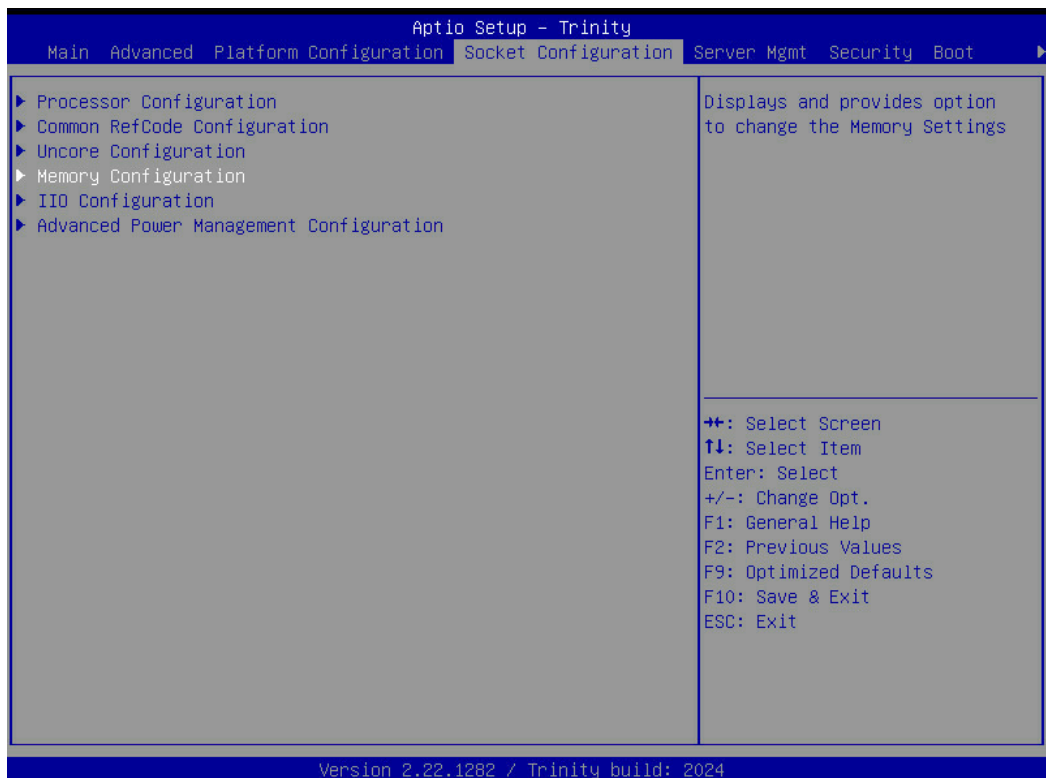 Aptio Setup – Trinity
Main Advanced Platform Configuration Socket Configuration Server Mgmt Security Boot ▶
▶ Processor Configuration
▶ Common RefCode Configuration
▶ Uncore Configuration
▶ Memory Configuration
▶ IIO Configuration
▶ Advanced Power Management Configuration
Displays and provides option
to change the Memory Settings
→←: Select Screen
↑↓: Select Item
Enter: Select
+/-: Change Opt.
F1: General Help
F2: Previous Values
F9: Optimized Defaults
F10: Save & Exit
ESC: Exit
Version 2.22.1282 / Trinity build: 2024